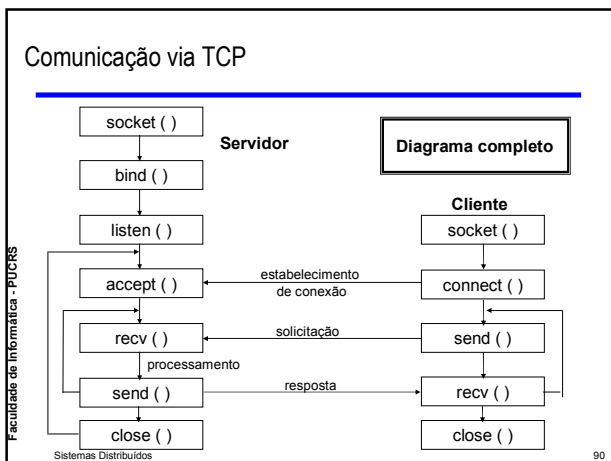 Comunicação via TCP
socket ( )
Servidor
Diagrama completo
bind ( )
Cliente
listen ( )
socket ( )
accept ( )
estabelecimento
de conexão
connect ( )
recv ( )
solicitação
send ( )
processamento
send ( )
resposta
recv ( )
close ( )
close ( )
Faculdade de Informática - PUCRS
Sistemas Distribuídos
90